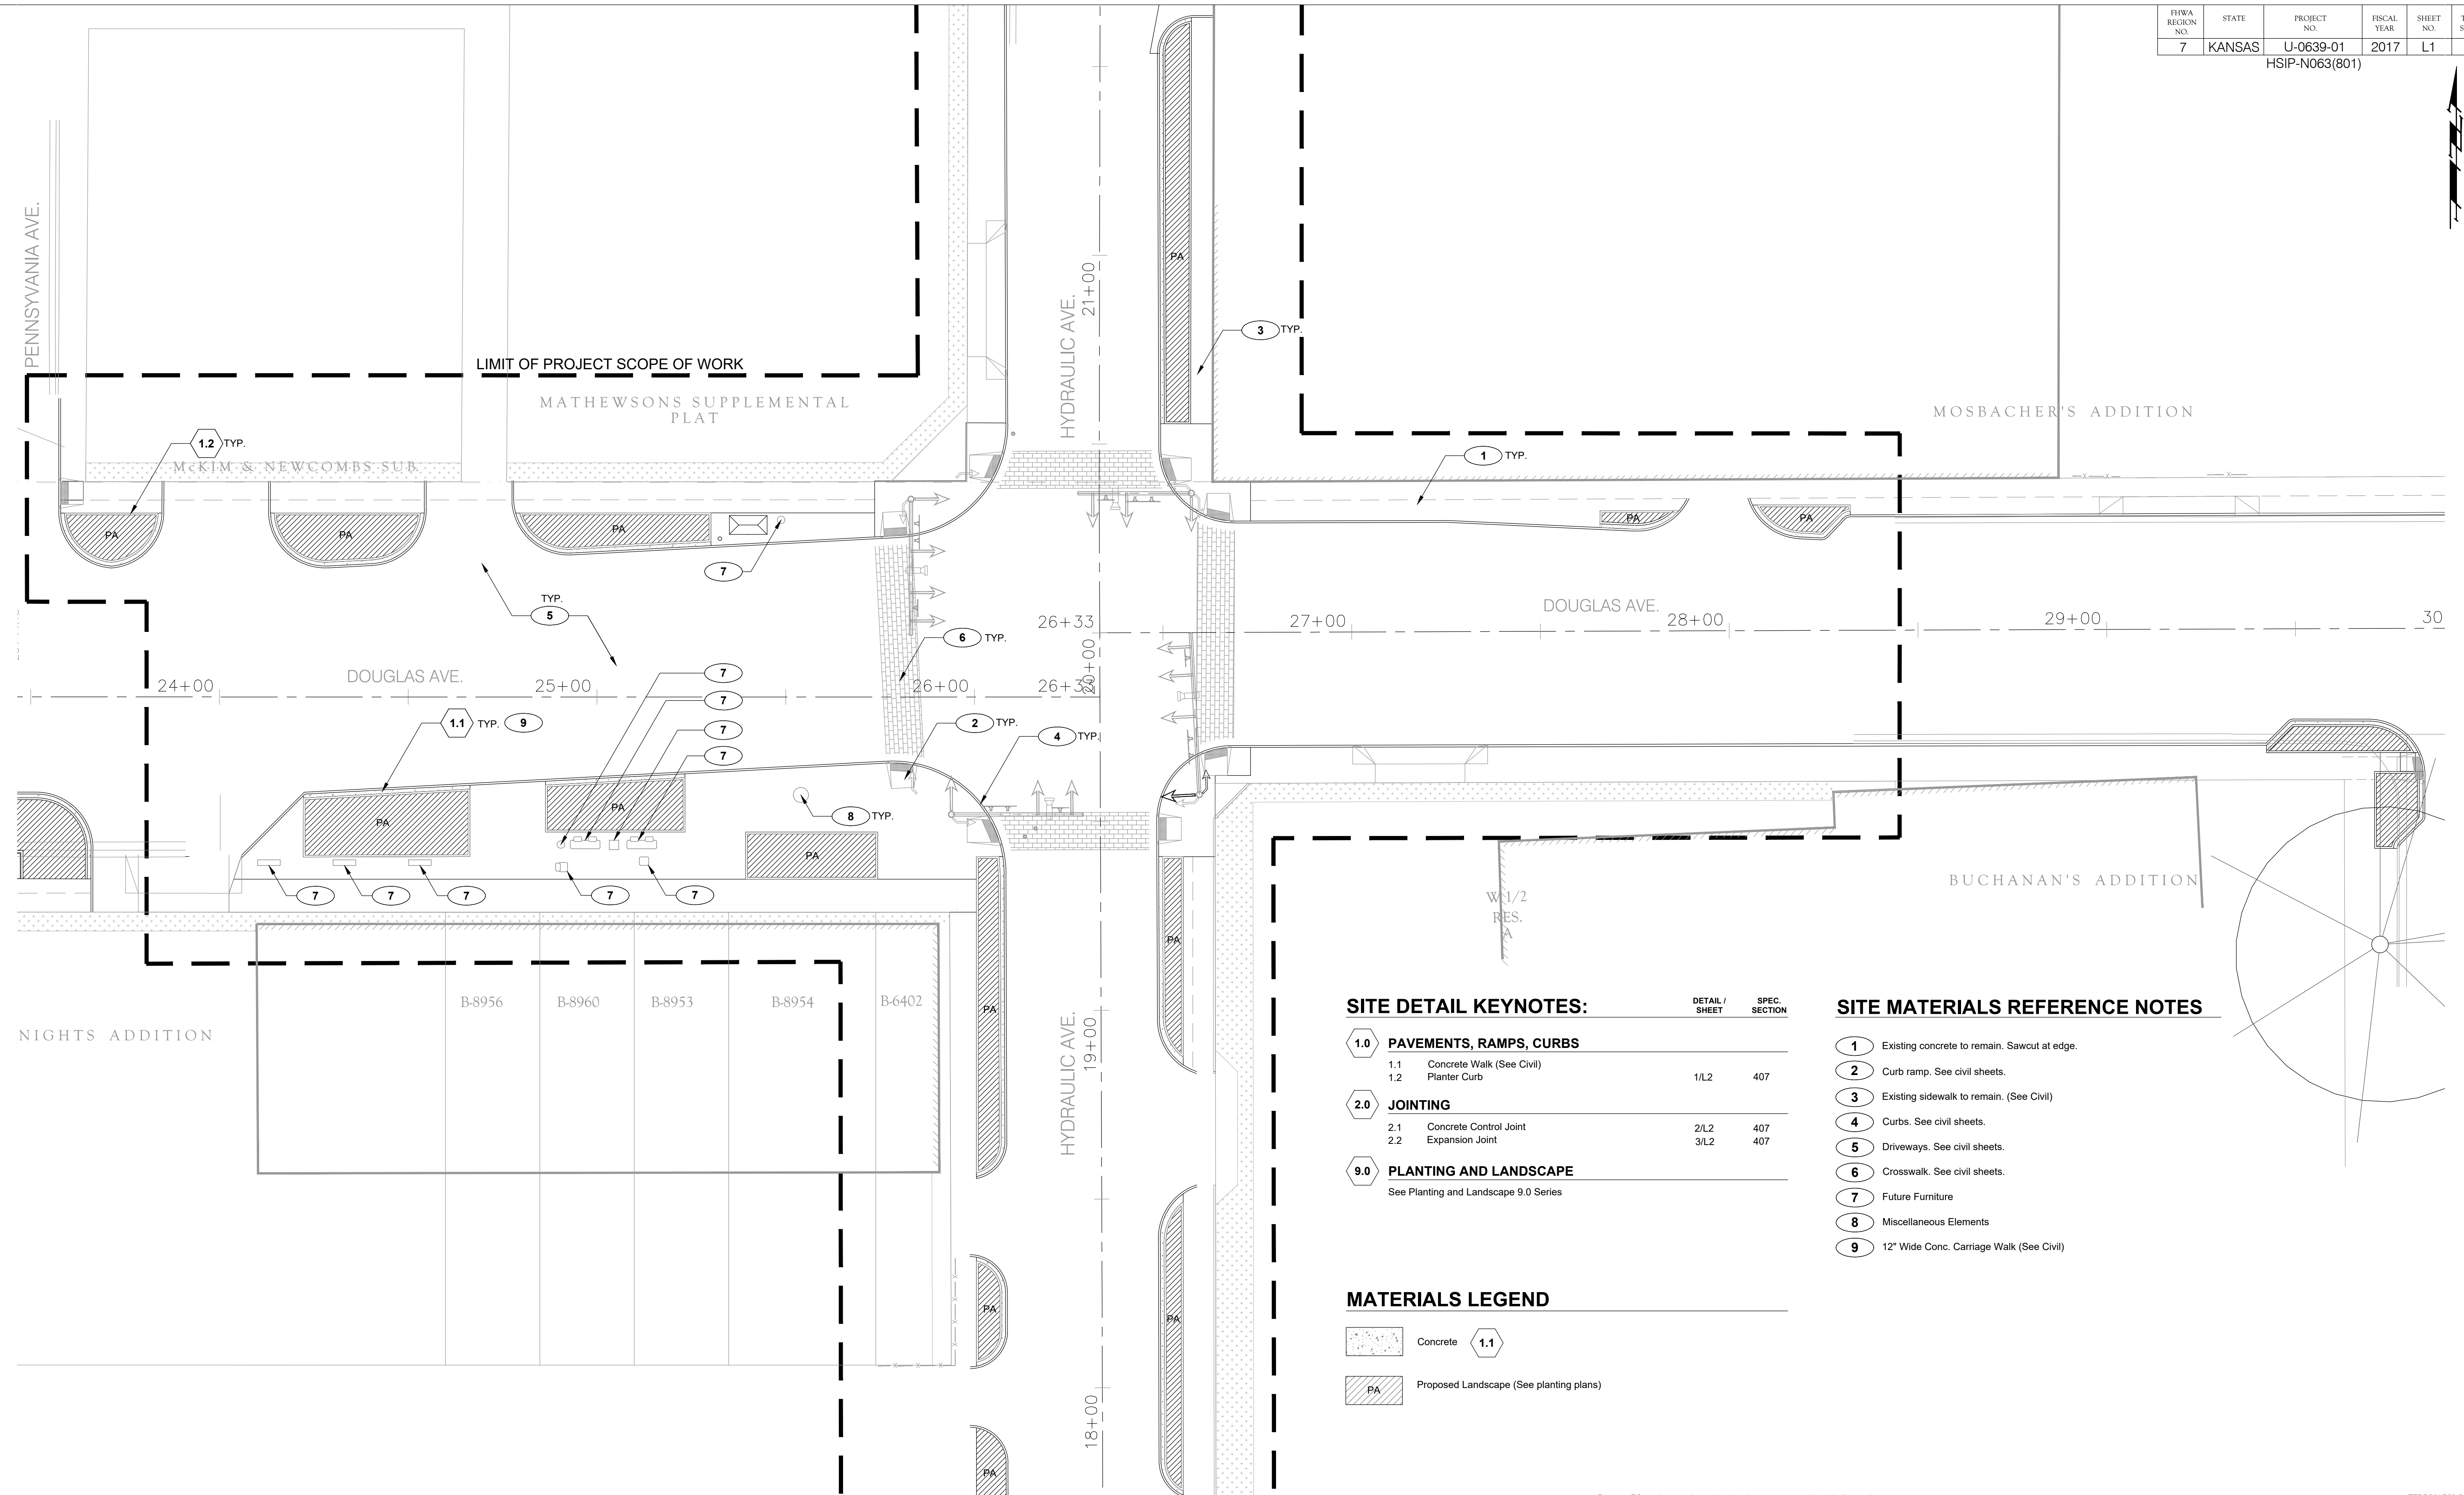 FHWA REGION NO. STATE PROJECT NO. FISCAL YEAR SHEET NO.
7 KANSAS U-0639-01 2017 L1
HSIP-N063(801)
PENNSYVANIA AVE.
LIMIT OF PROJECT SCOPE OF WORK
MATHEWSONS SUPPLEMENTAL
PLAT
HYDRAULIC AVE.
21+00
PA
3 TYP.
MOSBACHER'S ADDITION
1.2 TYP.
McKIM & NEWCOMBS SUB.
1 TYP.
PA
PA
PA
PA
PA
7
TYP.
5
6 TYP.
26+33
20+00
27+00
DOUGLAS AVE.
28+00
29+00
30
24+00
DOUGLAS AVE.
25+00
26+00
26+33
7
7
7
7
1.1 TYP. 9
2 TYP.
4 TYP.
PA
PA
8 TYP.
PA
7
7
7
7
7
PA
PA
W 1/2
RES.
A
BUCHANAN'S ADDITION
B-8956
B-8960
B-8953
B-8954
B-6402
NIGHTS ADDITION
HYDRAULIC AVE.
19+00
PA
PA
18+00
PA
SITE DETAIL KEYNOTES:
DETAIL / SHEET
SPEC. SECTION
1.0 PAVEMENTS, RAMPS, CURBS
1.1 Concrete Walk (See Civil)
1.2 Planter Curb 1/L2 407
2.0 JOINTING
2.1 Concrete Control Joint 2/L2 407
2.2 Expansion Joint 3/L2 407
9.0 PLANTING AND LANDSCAPE
See Planting and Landscape 9.0 Series
SITE MATERIALS REFERENCE NOTES
1 Existing concrete to remain. Sawcut at edge.
2 Curb ramp. See civil sheets.
3 Existing sidewalk to remain. (See Civil)
4 Curbs. See civil sheets.
5 Driveways. See civil sheets.
6 Crosswalk. See civil sheets.
7 Future Furniture
8 Miscellaneous Elements
9 12" Wide Conc. Carriage Walk (See Civil)
MATERIALS LEGEND
Concrete 1.1
PA Proposed Landscape (See planting plans)